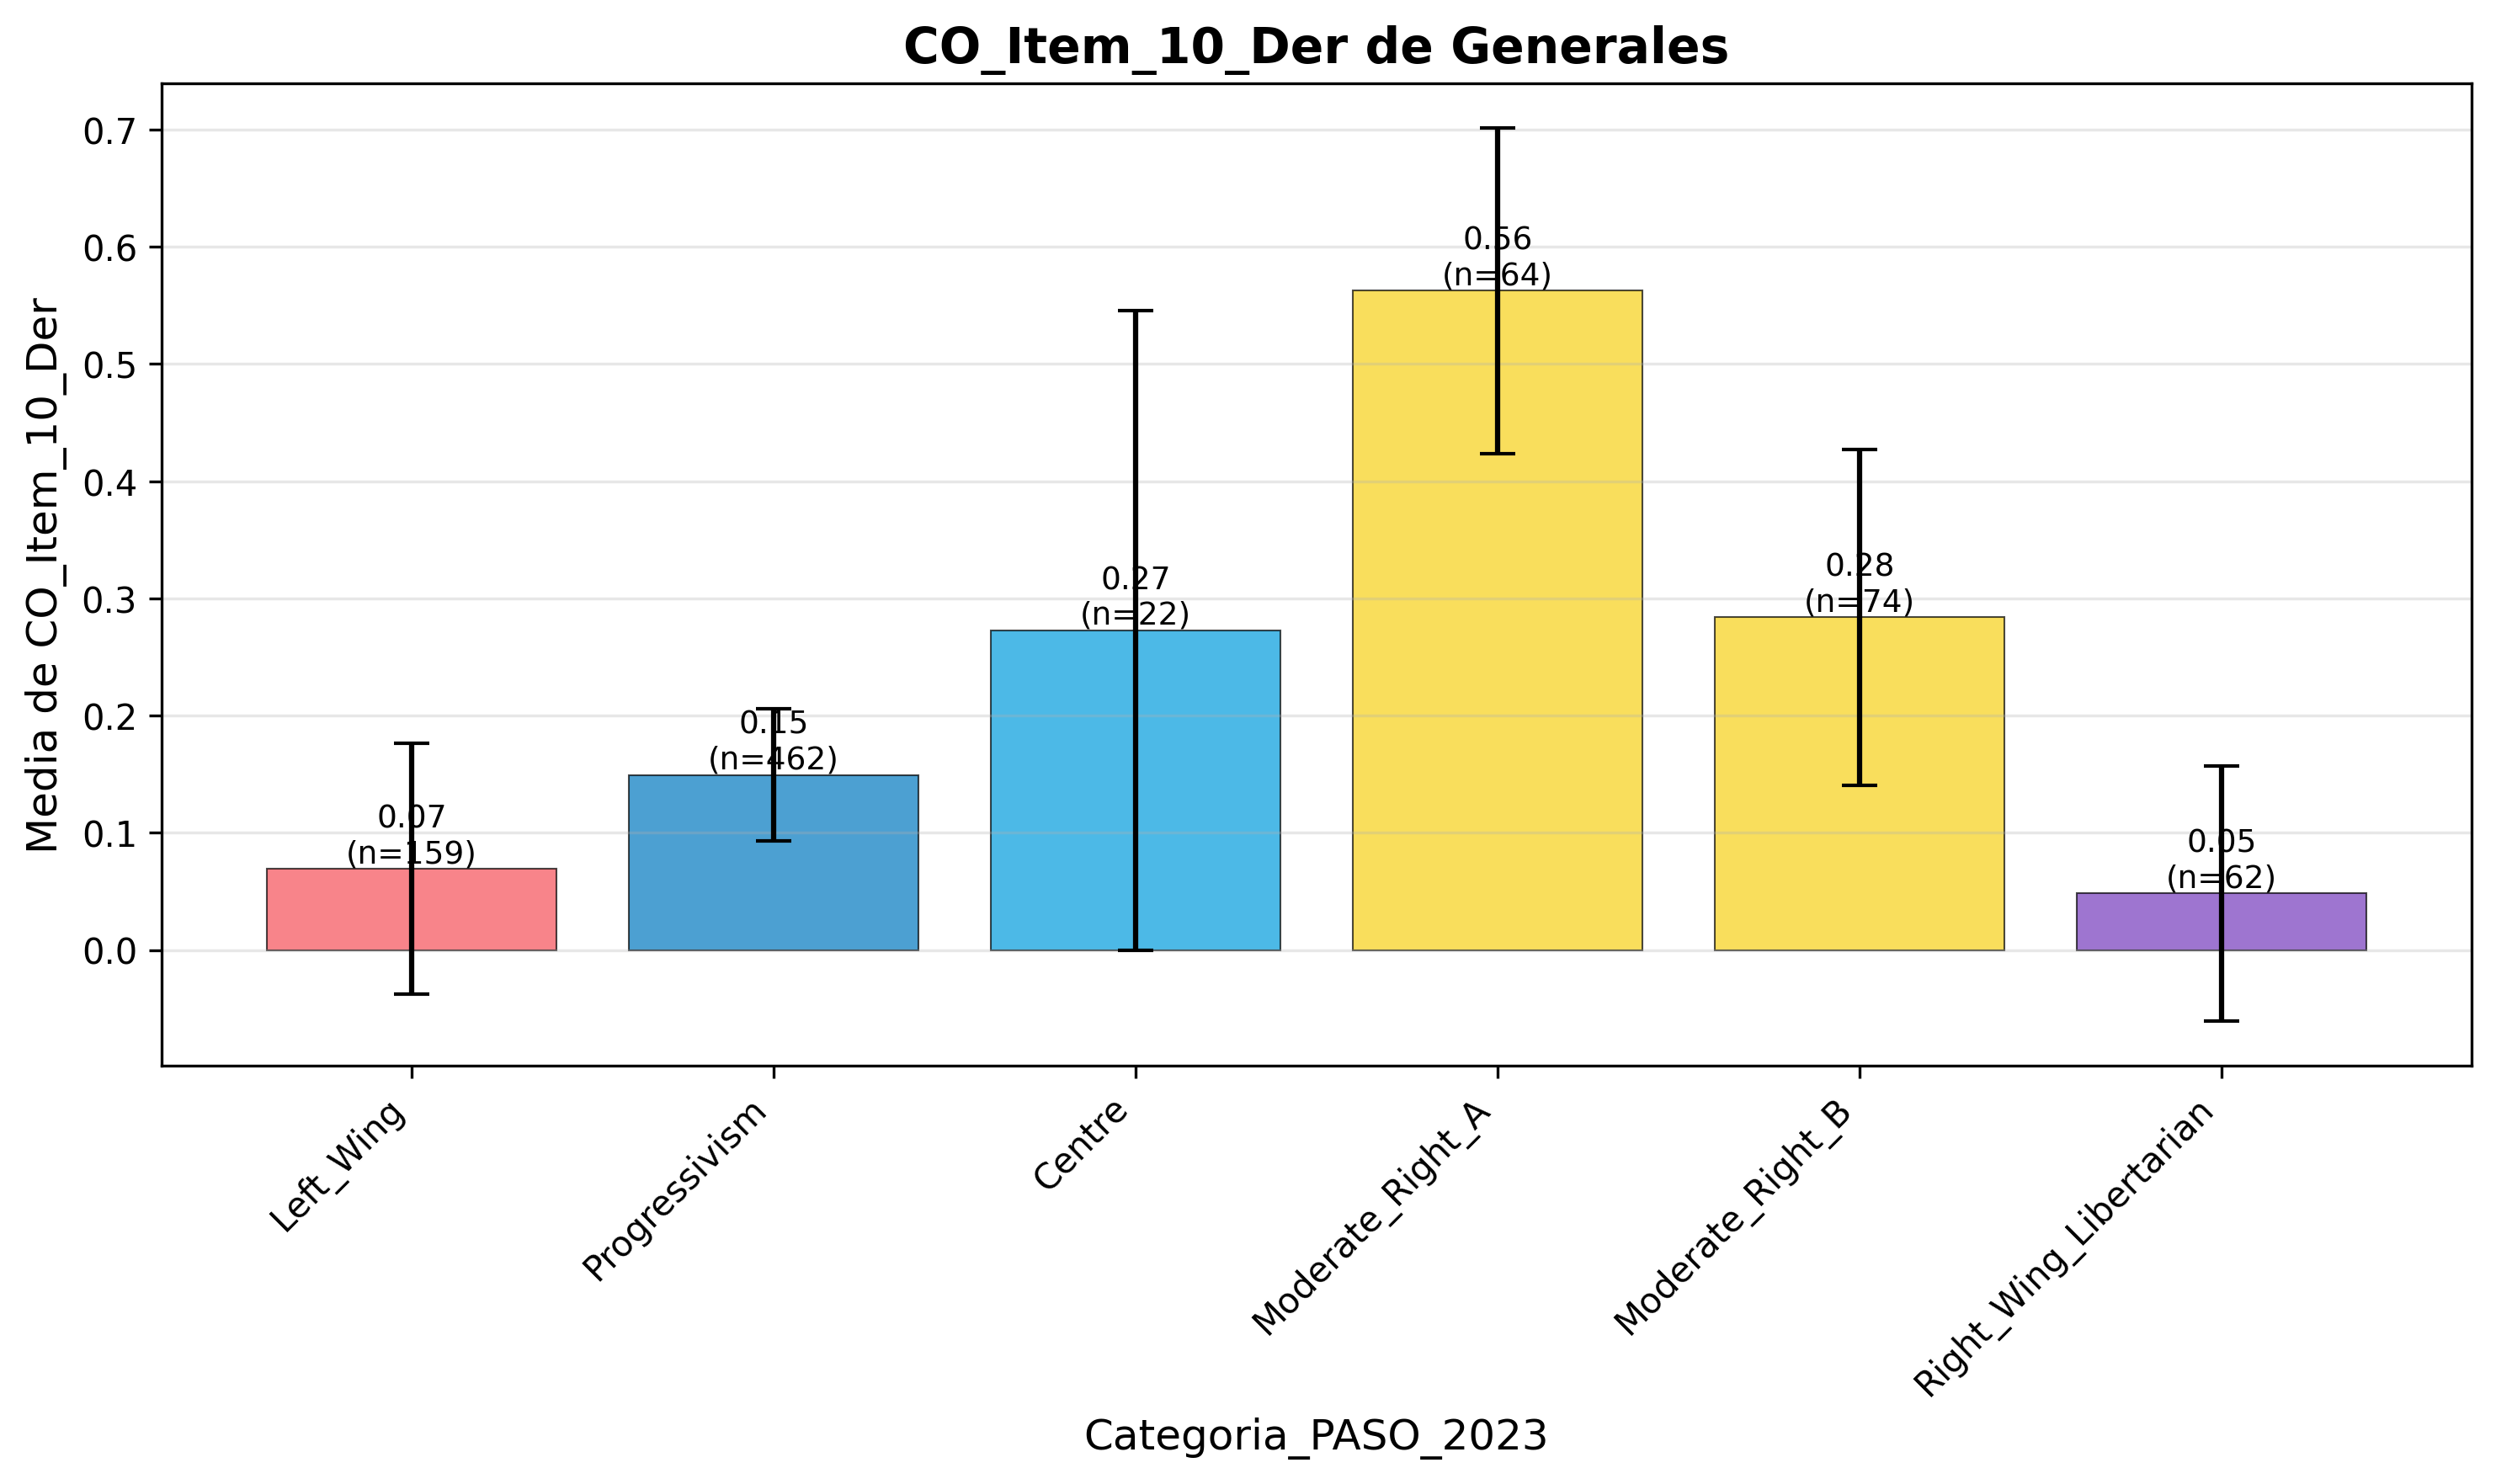 CO_Item_10_Der de Generales
Media de CO_Item_10_Der
0.7
0.6
0.5
0.4
0.3
0.2
0.1
0.0
0.07
(n=159)
0.15
(n=462)
0.27
(n=22)
0.56
(n=64)
0.28
(n=74)
0.05
(n=62)
Left_Wing
Progressivism
Centre
Moderate_Right_A
Moderate_Right_B
Right_Wing_Libertarian
Categoria_PASO_2023